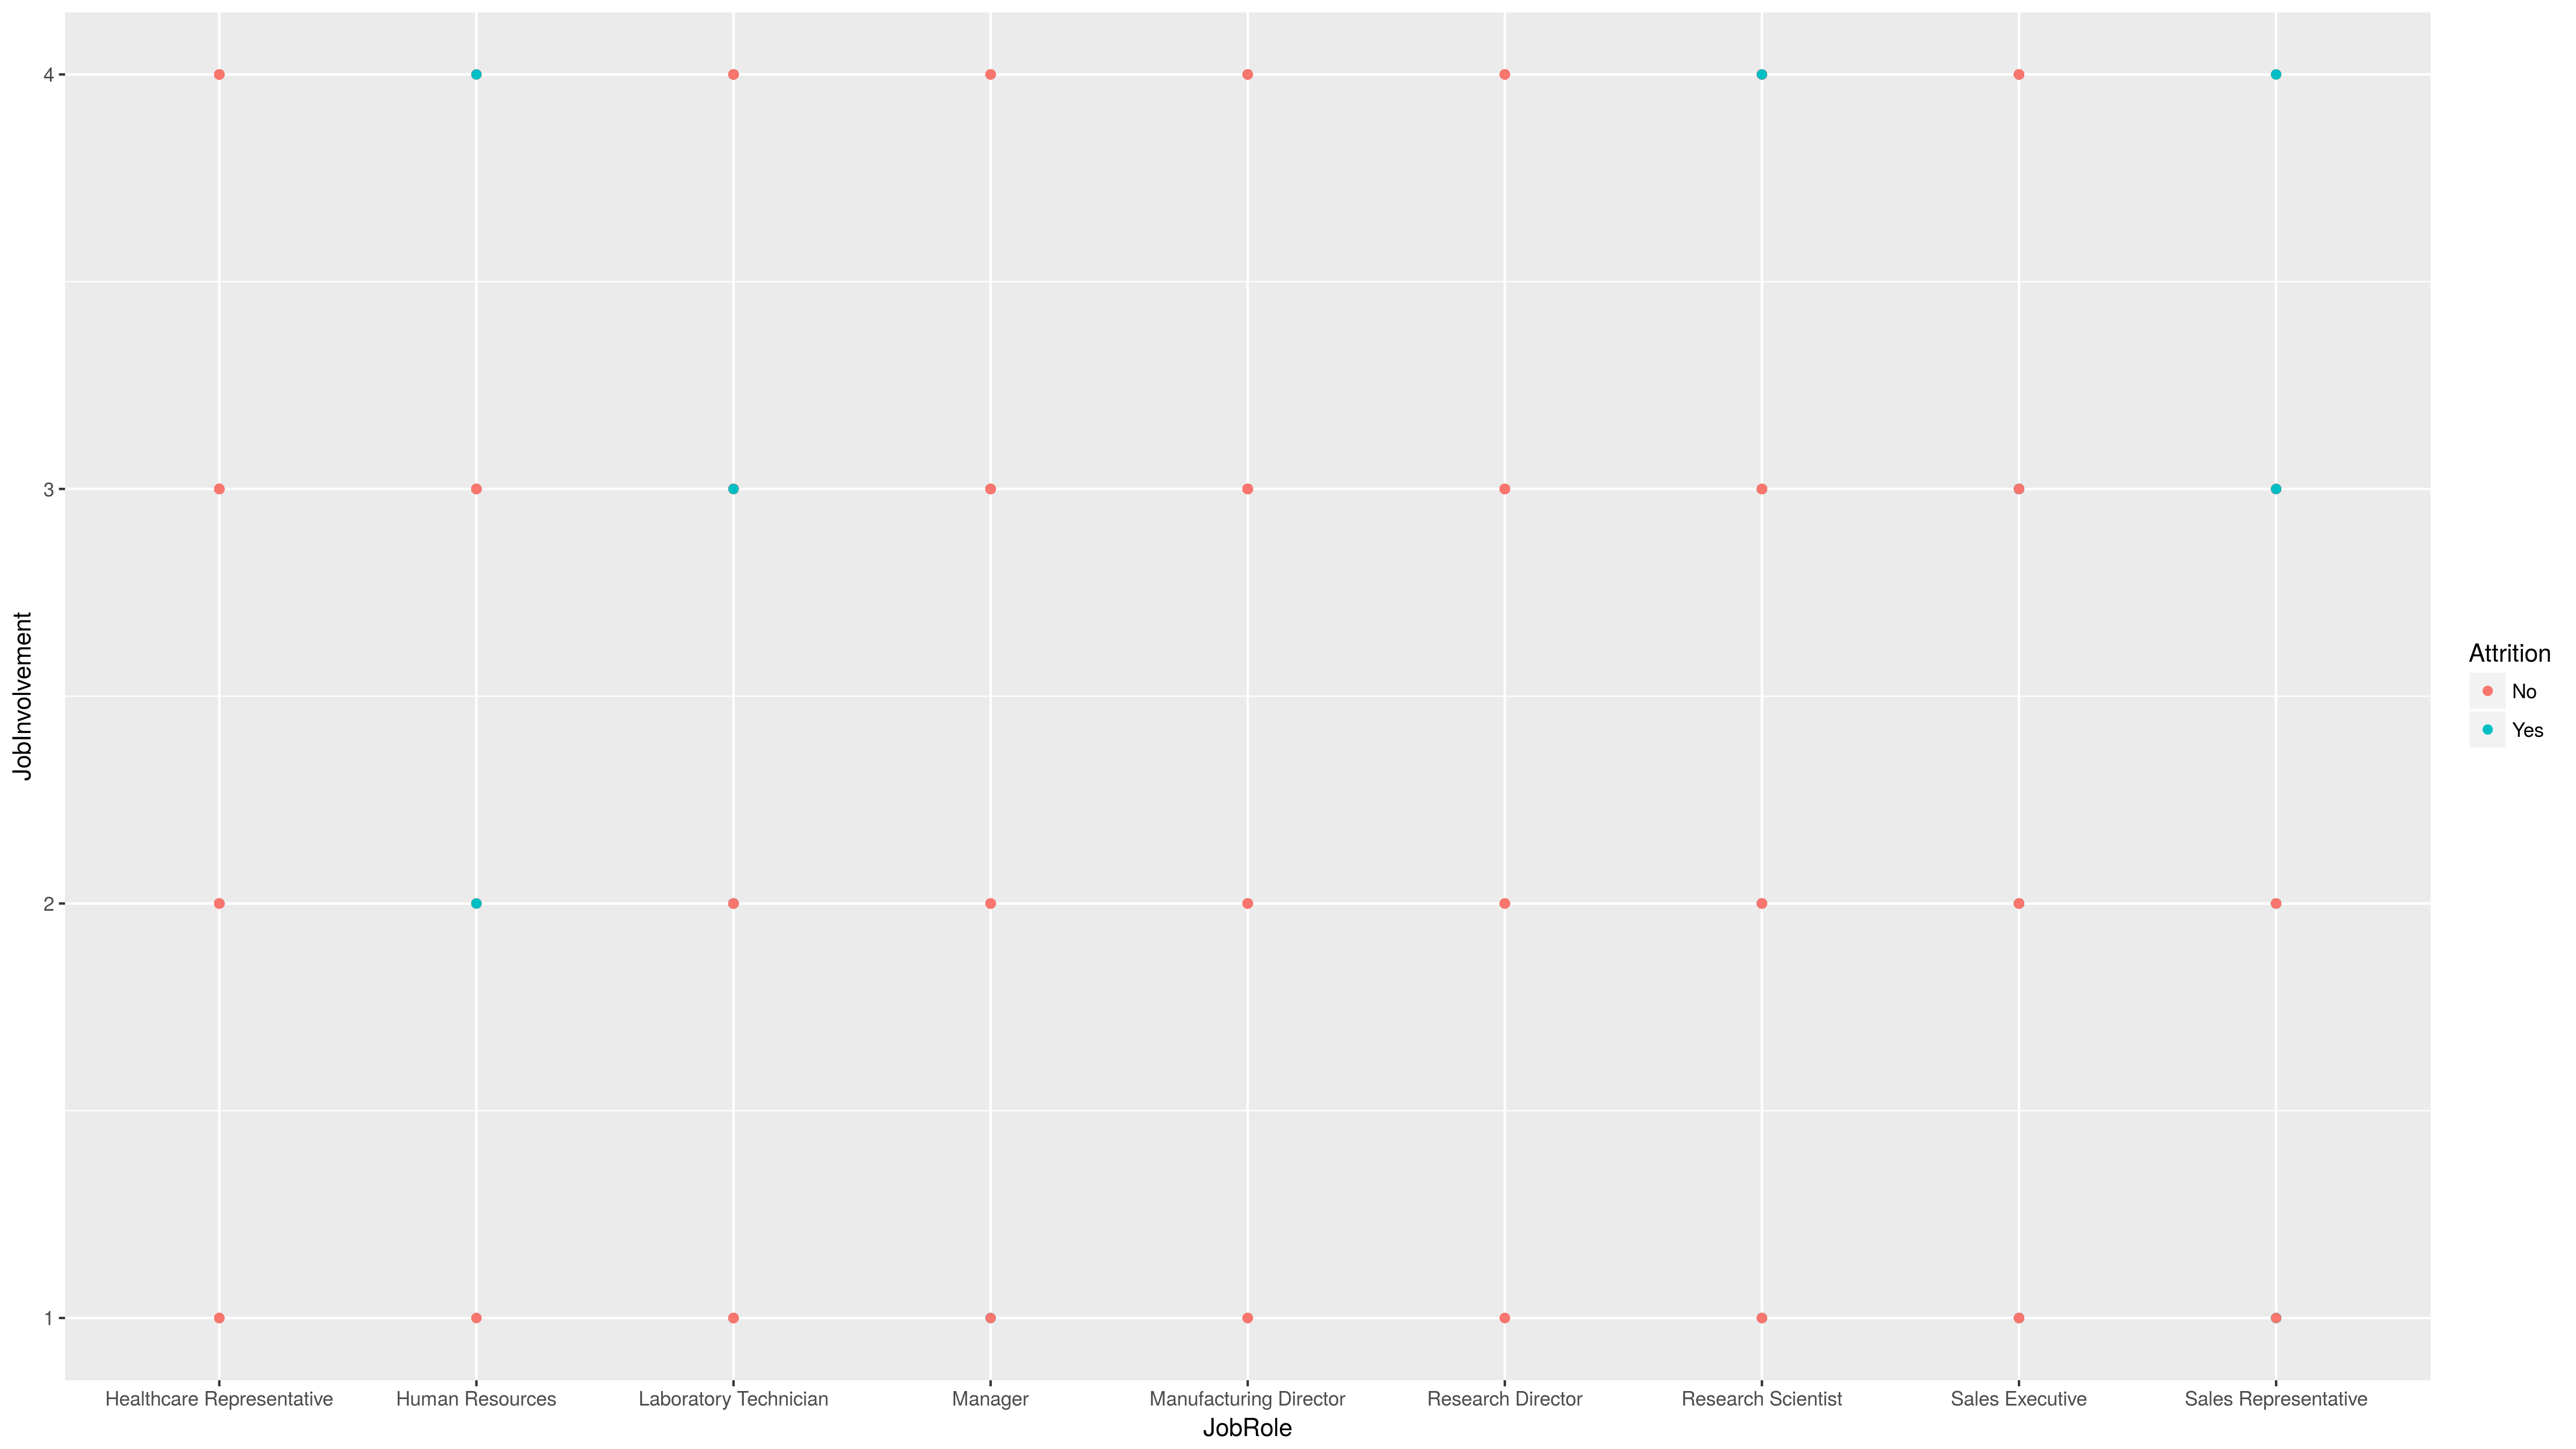 4
3
2
1
JobInvolvement
Healthcare Representative
Human Resources
Laboratory Technician
Manager
Manufacturing Director
Research Director
Research Scientist
Sales Executive
Sales Representative
JobRole
Attrition
No
Yes